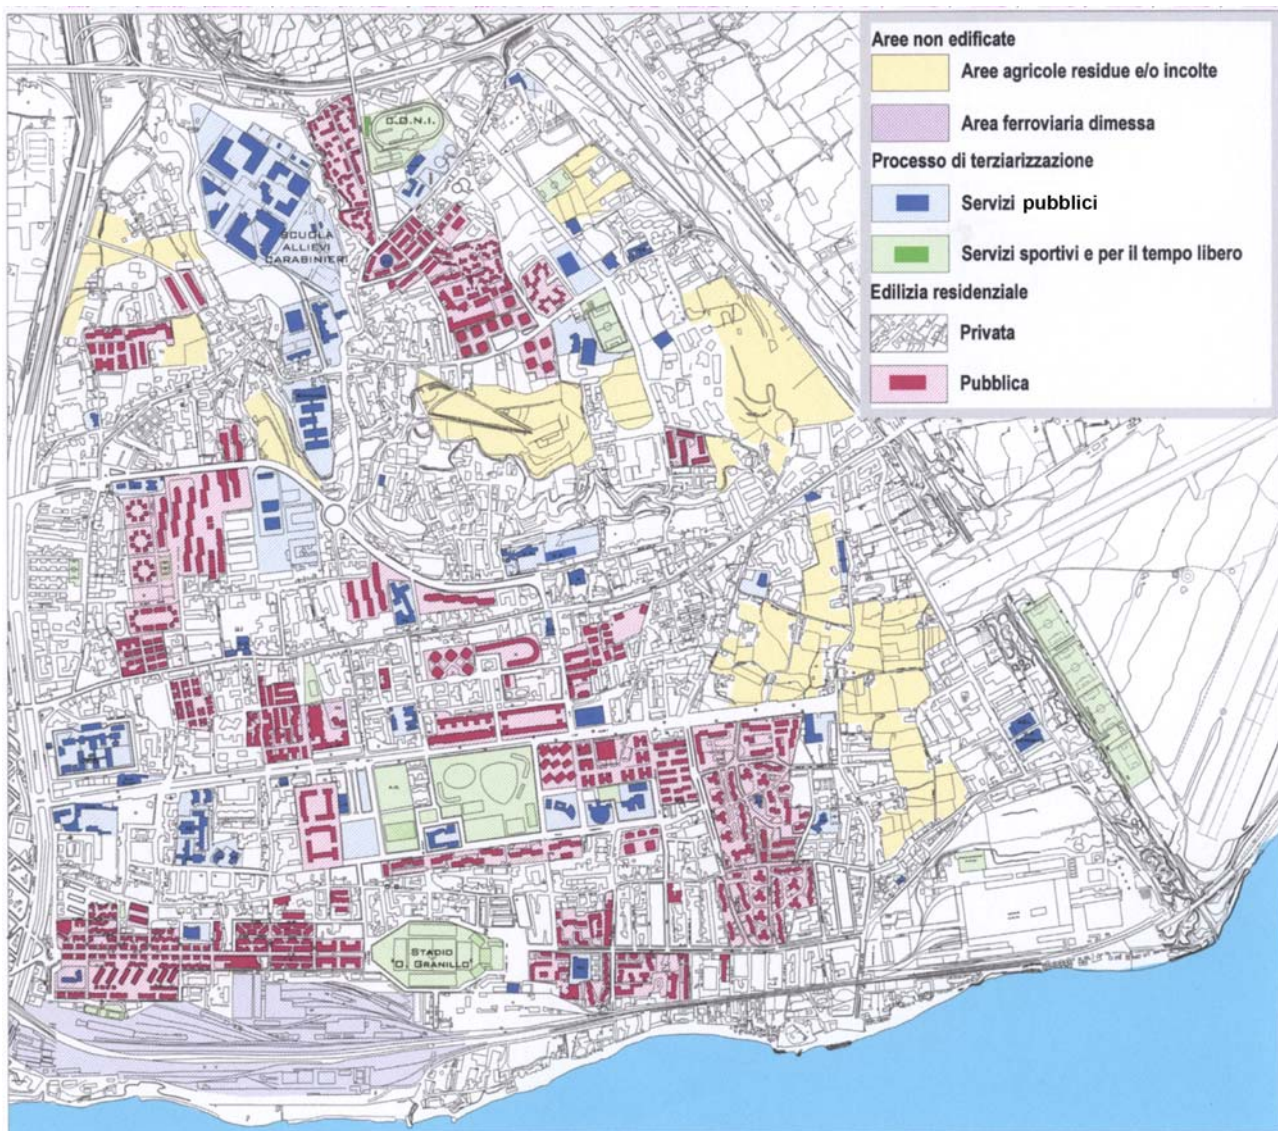 Aree non edificate
Aree agricole residue e/o incolte
Area ferroviaria dimessa
Processo di terziarizzazione
Servizi pubblici
Servizi sportivi e per il tempo libero
Edilizia residenziale
Privata
Pubblica
SCUOLA
ALLIEVI
CARABINIERI
STADIO
"O. GRANILLO"